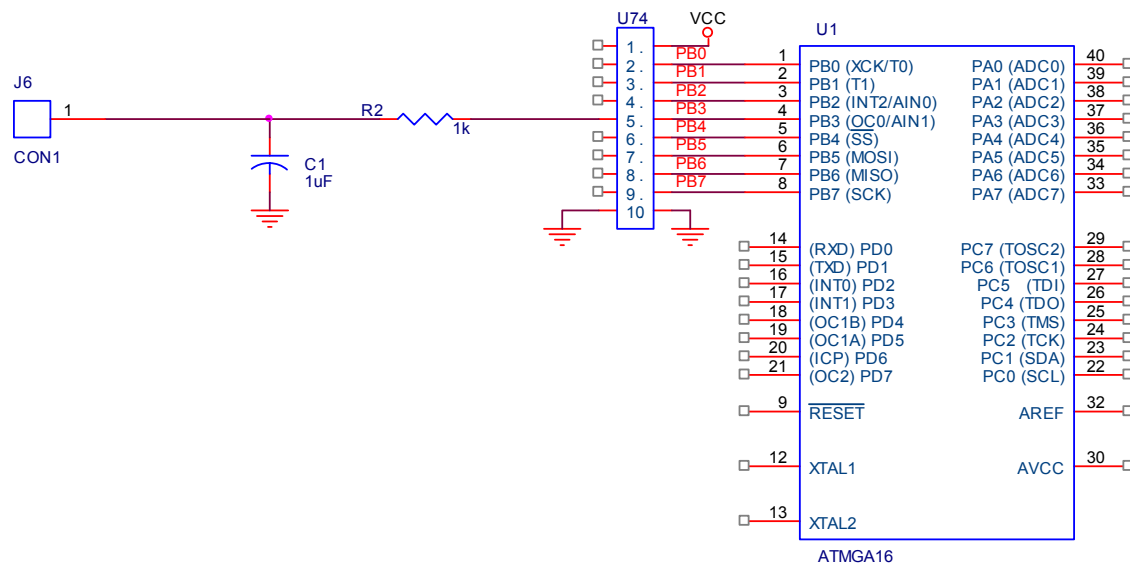 J6
1
CON1
C1
1uF
R2
1k
U74
VCC
1.
2.
3.
4.
5.
6.
7.
8.
9.
10
PB0
PB1
PB2
PB3
PB4
PB5
PB6
PB7
U1
1 PB0 (XCK/T0) PA0 (ADC0) 40
2 PB1 (T1) PA1 (ADC1) 39
3 PB2 (INT2/AIN0) PA2 (ADC2) 38
4 PB3 (OC0/AIN1) PA3 (ADC3) 37
5 PB4 (SS) PA4 (ADC4) 36
6 PB5 (MOSI) PA5 (ADC5) 35
7 PB6 (MISO) PA6 (ADC6) 34
8 PB7 (SCK) PA7 (ADC7) 33
14 (RXD) PD0 PC7 (TOSC2) 29
15 (TXD) PD1 PC6 (TOSC1) 28
16 (INT0) PD2 PC5 (TDI) 27
17 (INT1) PD3 PC4 (TDO) 26
18 (OC1B) PD4 PC3 (TMS) 25
19 (OC1A) PD5 PC2 (TCK) 24
20 (ICP) PD6 PC1 (SDA) 23
21 (OC2) PD7 PC0 (SCL) 22
9 RESET AREF 32
12 XTAL1 AVCC 30
13 XTAL2
ATMGA16